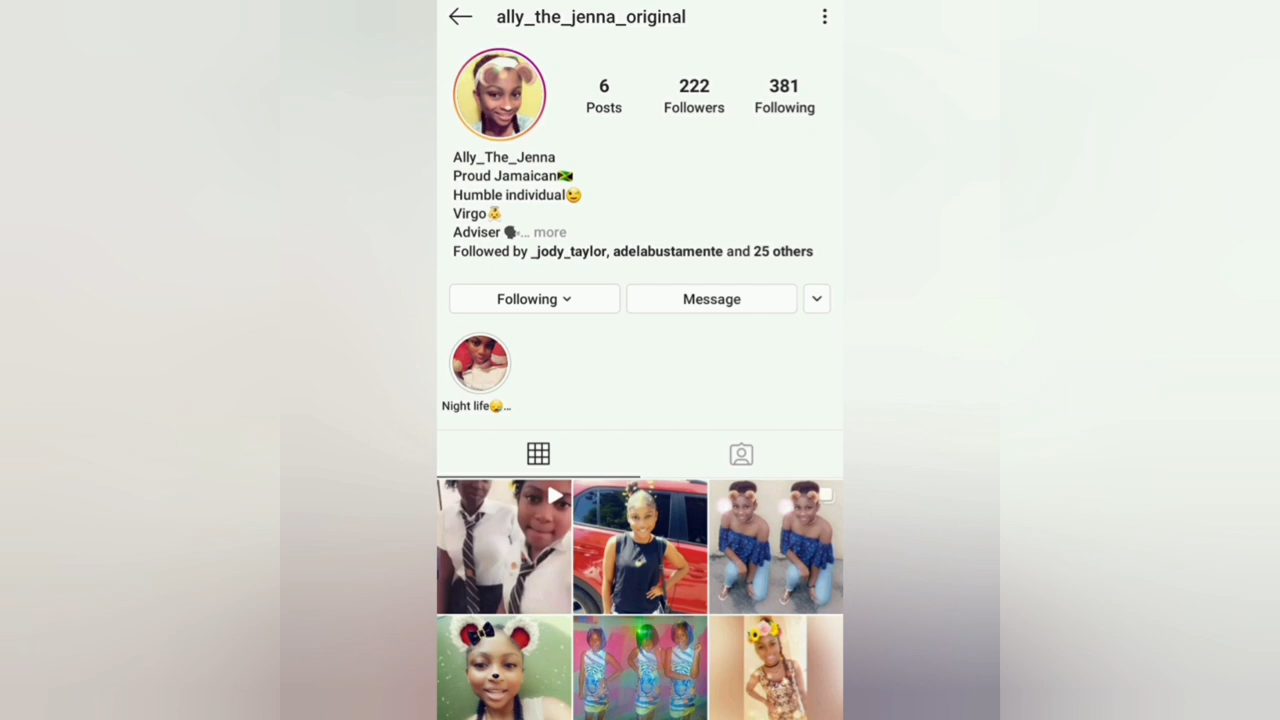 ally_the_jenna_original
6 222 381
Posts Followers Following
Ally_The_Jenna
Proud Jamaican🇯🇲
Humble individual😉
Virgo👼
Adviser 🗣... more
Followed by _jody_taylor, adelabustamente and 25 others
Following Message
Night life😪...